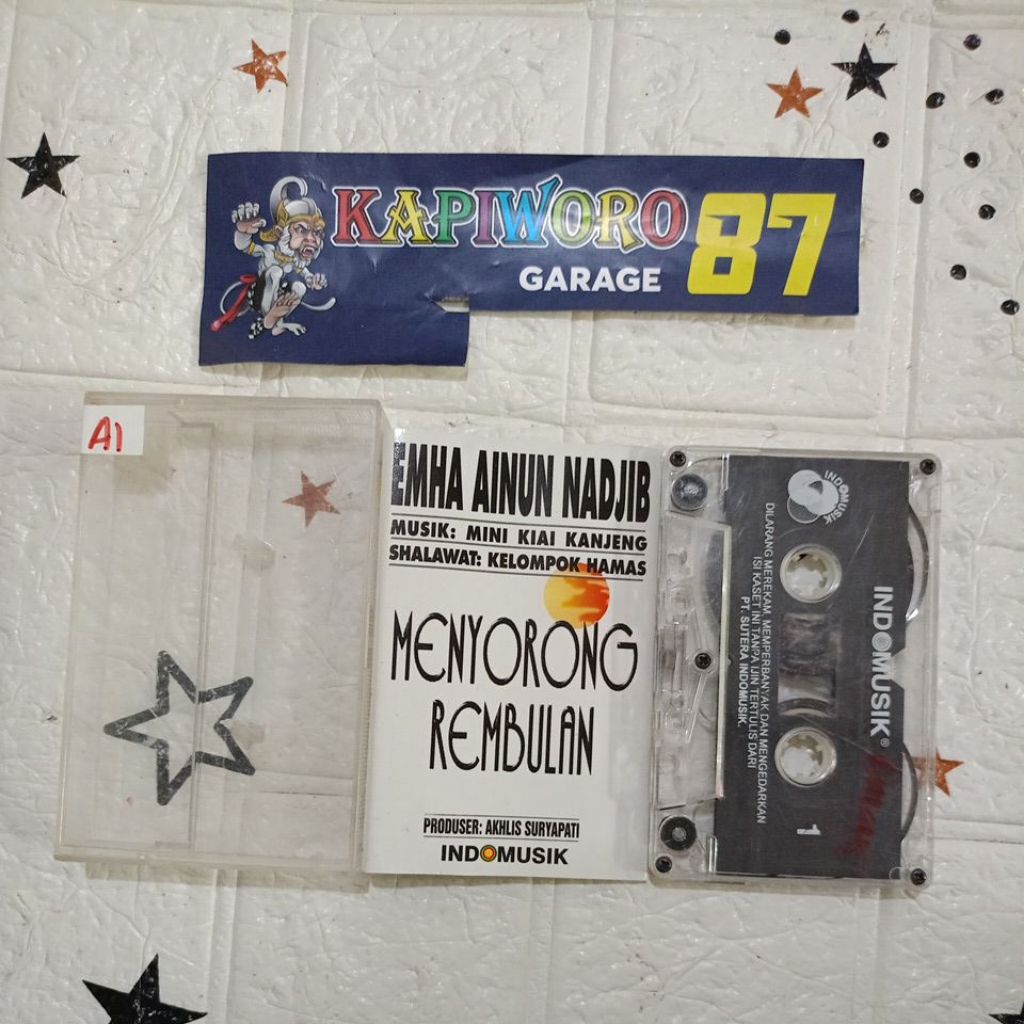 KAPIWORO 87
GARAGE
A1
EMHA AINUN NADJIB
MUSIK: MINI KIAI KANJENG
SHALAWAT: KELOMPOK HAMAS
MENYORONG
REMBULAN
PRODUSER: AKHLIS SURYAPATI
INDOMUSIK
INDOMUSIK
INDOMUSIK®
DILARANG MEREKAM, MEMPERBANYAK DAN MENGEDARKAN
ISI KASET INI TANPA IJIN TERTULIS DARI
PT. SUTERA INDOMUSIK.
1